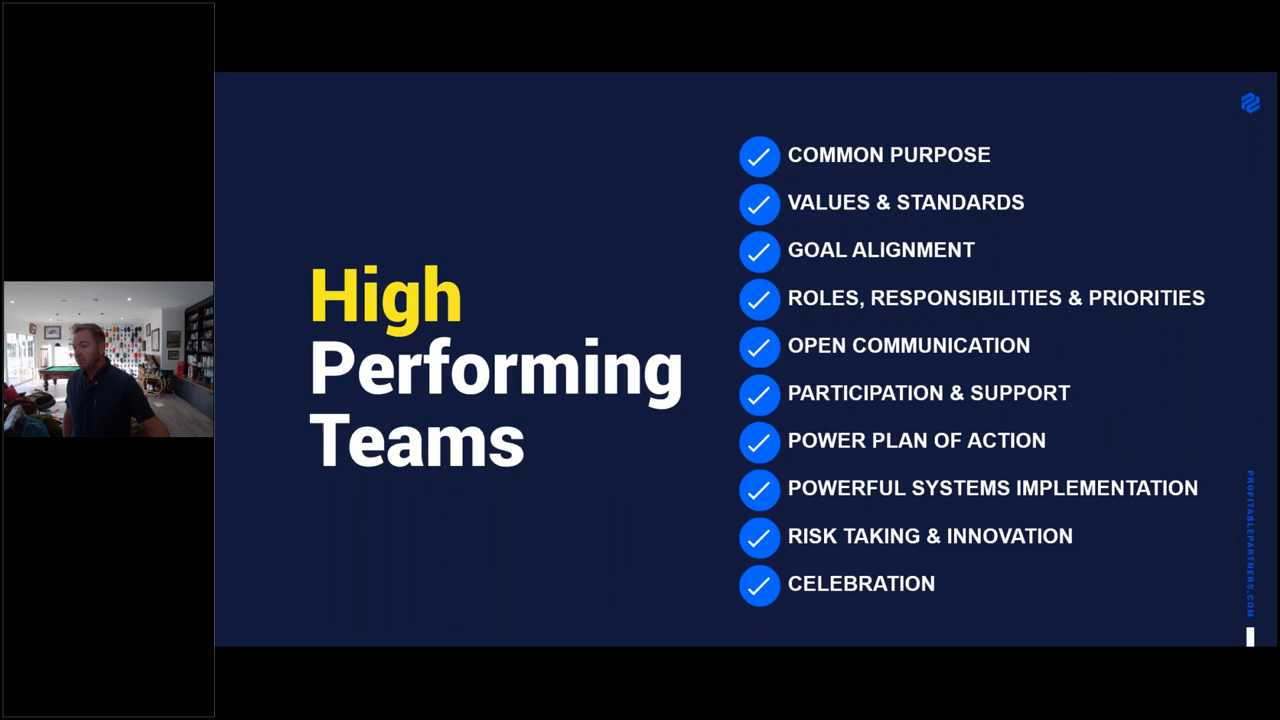 High
Performing
Teams
COMMON PURPOSE
VALUES & STANDARDS
GOAL ALIGNMENT
ROLES, RESPONSIBILITIES & PRIORITIES
OPEN COMMUNICATION
PARTICIPATION & SUPPORT
POWER PLAN OF ACTION
POWERFUL SYSTEMS IMPLEMENTATION
RISK TAKING & INNOVATION
CELEBRATION
PROFITABLEPARTNERS.COM